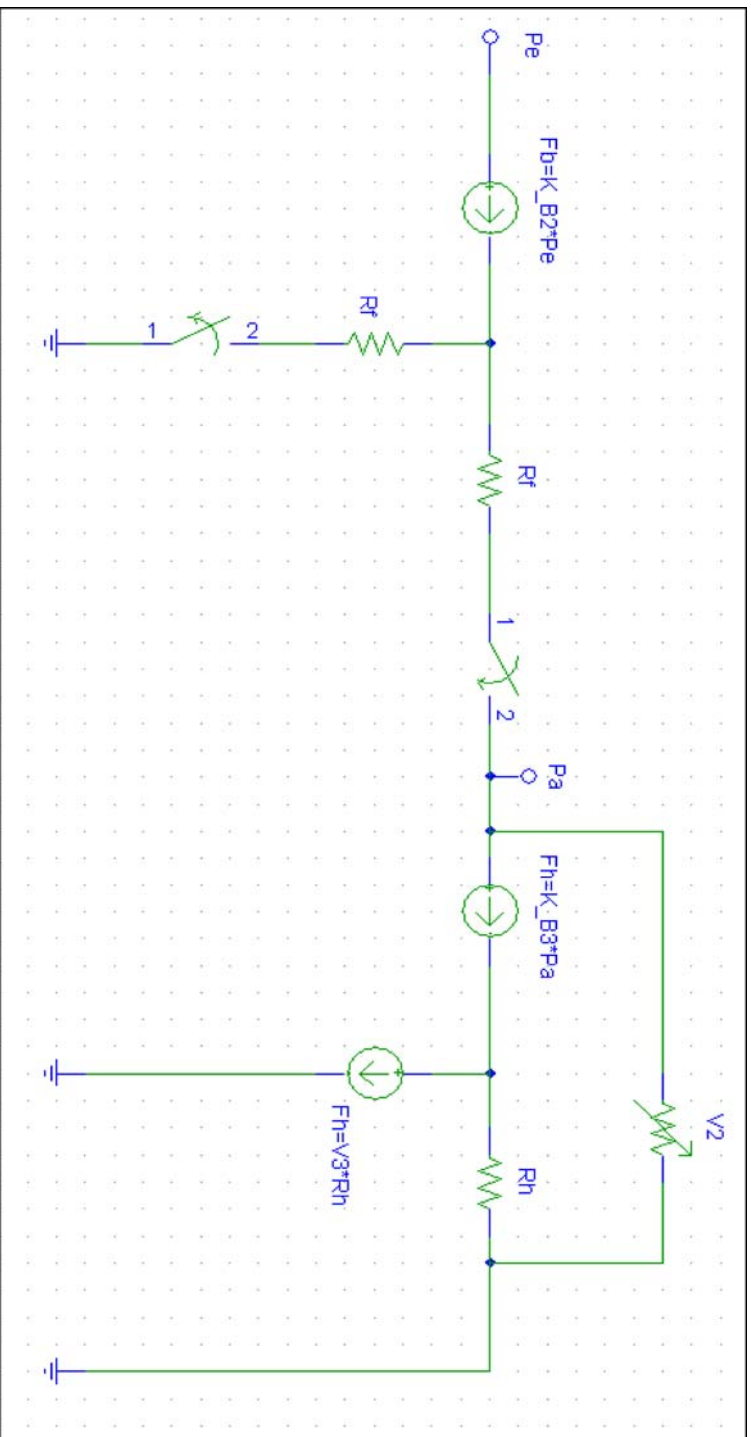 Pe
Fb=K_B2*Pe
Rf
1
2
Rf
1
2
Pa
Fh=K_B3*Pa
Fh=V3*Rh
Rh
V2